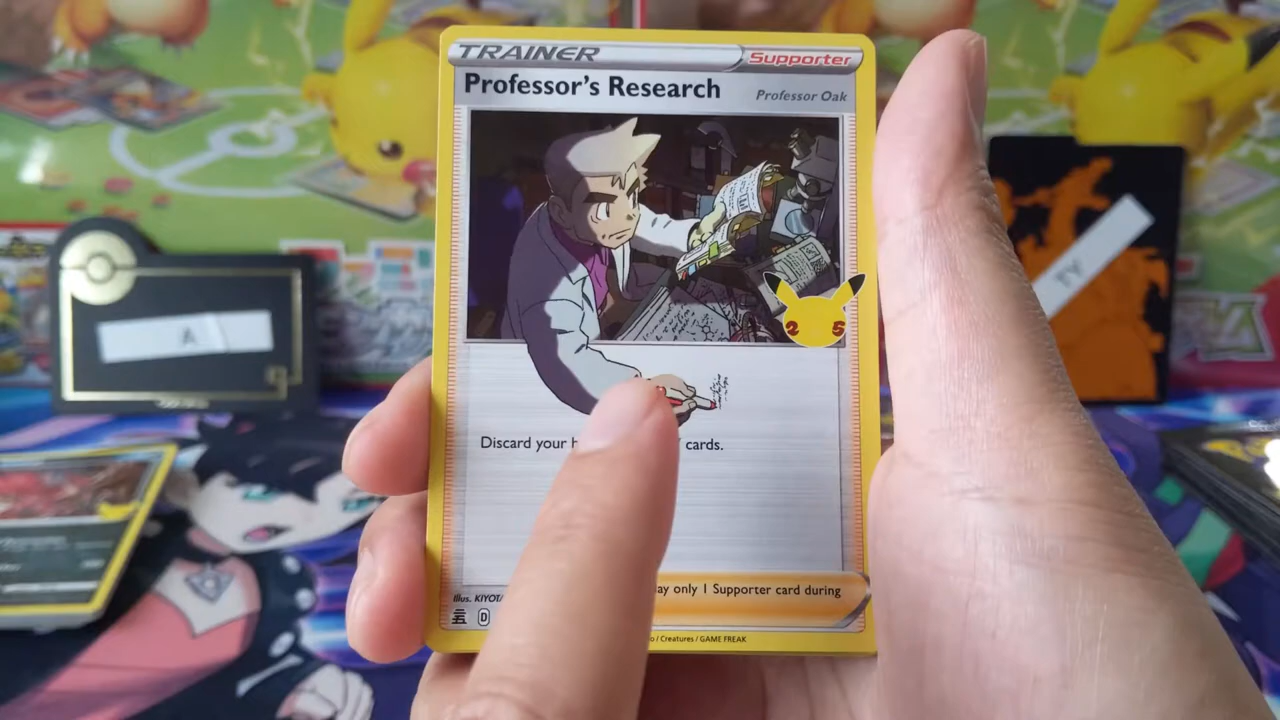 TRAINER
Supporter
Professor's Research
Professor Oak
25
Discard your h cards.
Illus. KIYOT
ay only 1 Supporter card during
D
o / Creatures / GAME FREAK
A